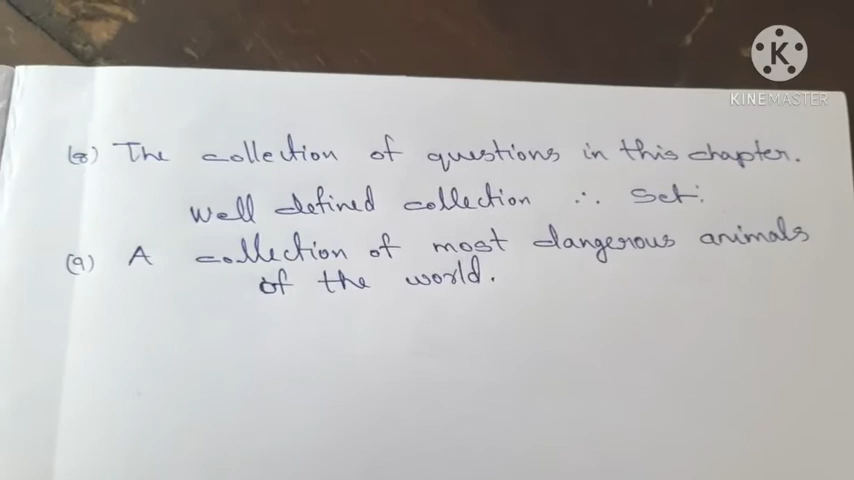 KINEMASTER
(8) The collection of questions in this chapter.
Well defined collection ∴ Set.
(9) A collection of most dangerous animals
of the world.